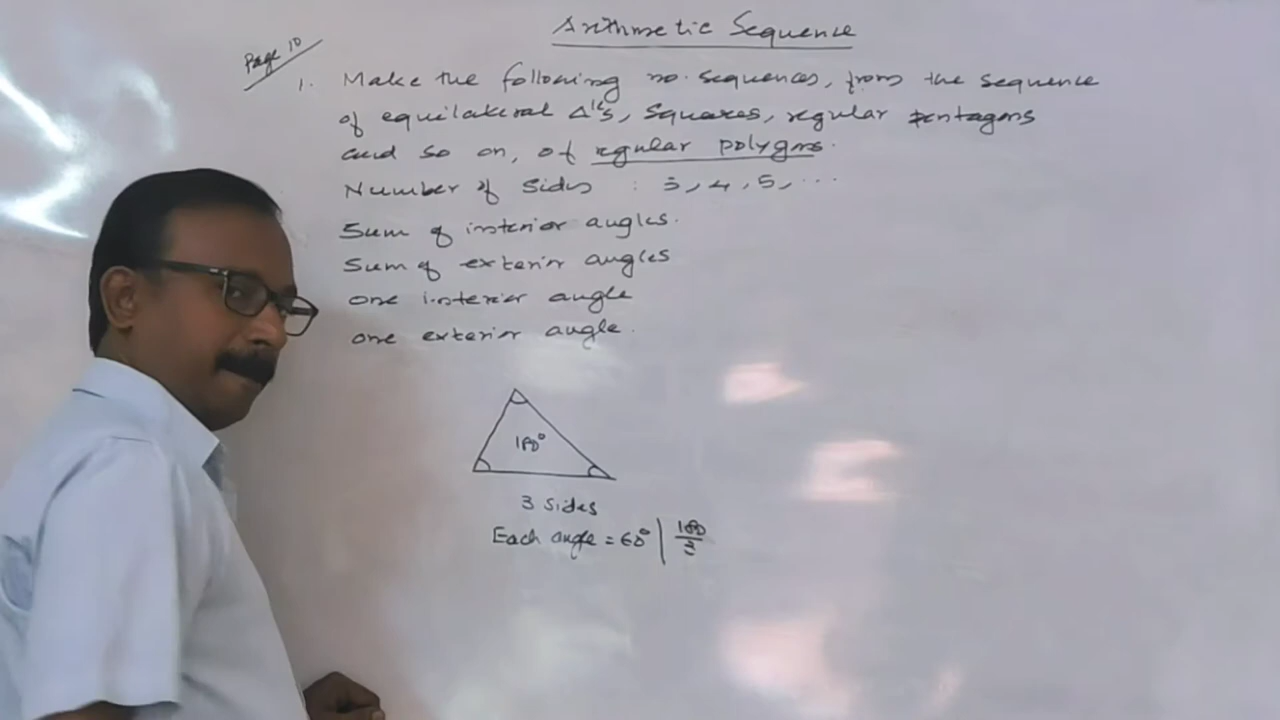 Arithmetic Sequence
Page 10
1. Make the following no. sequences, from the sequence
of equilateral Δles, squares, regular pentagons
and so on, of regular polygons.
Number of sides : 3, 4, 5, ...
Sum of interior angles.
Sum of exterior angles
one interior angle
one exterior angle.
180°
3 sides
Each angle = 60° | 180/3